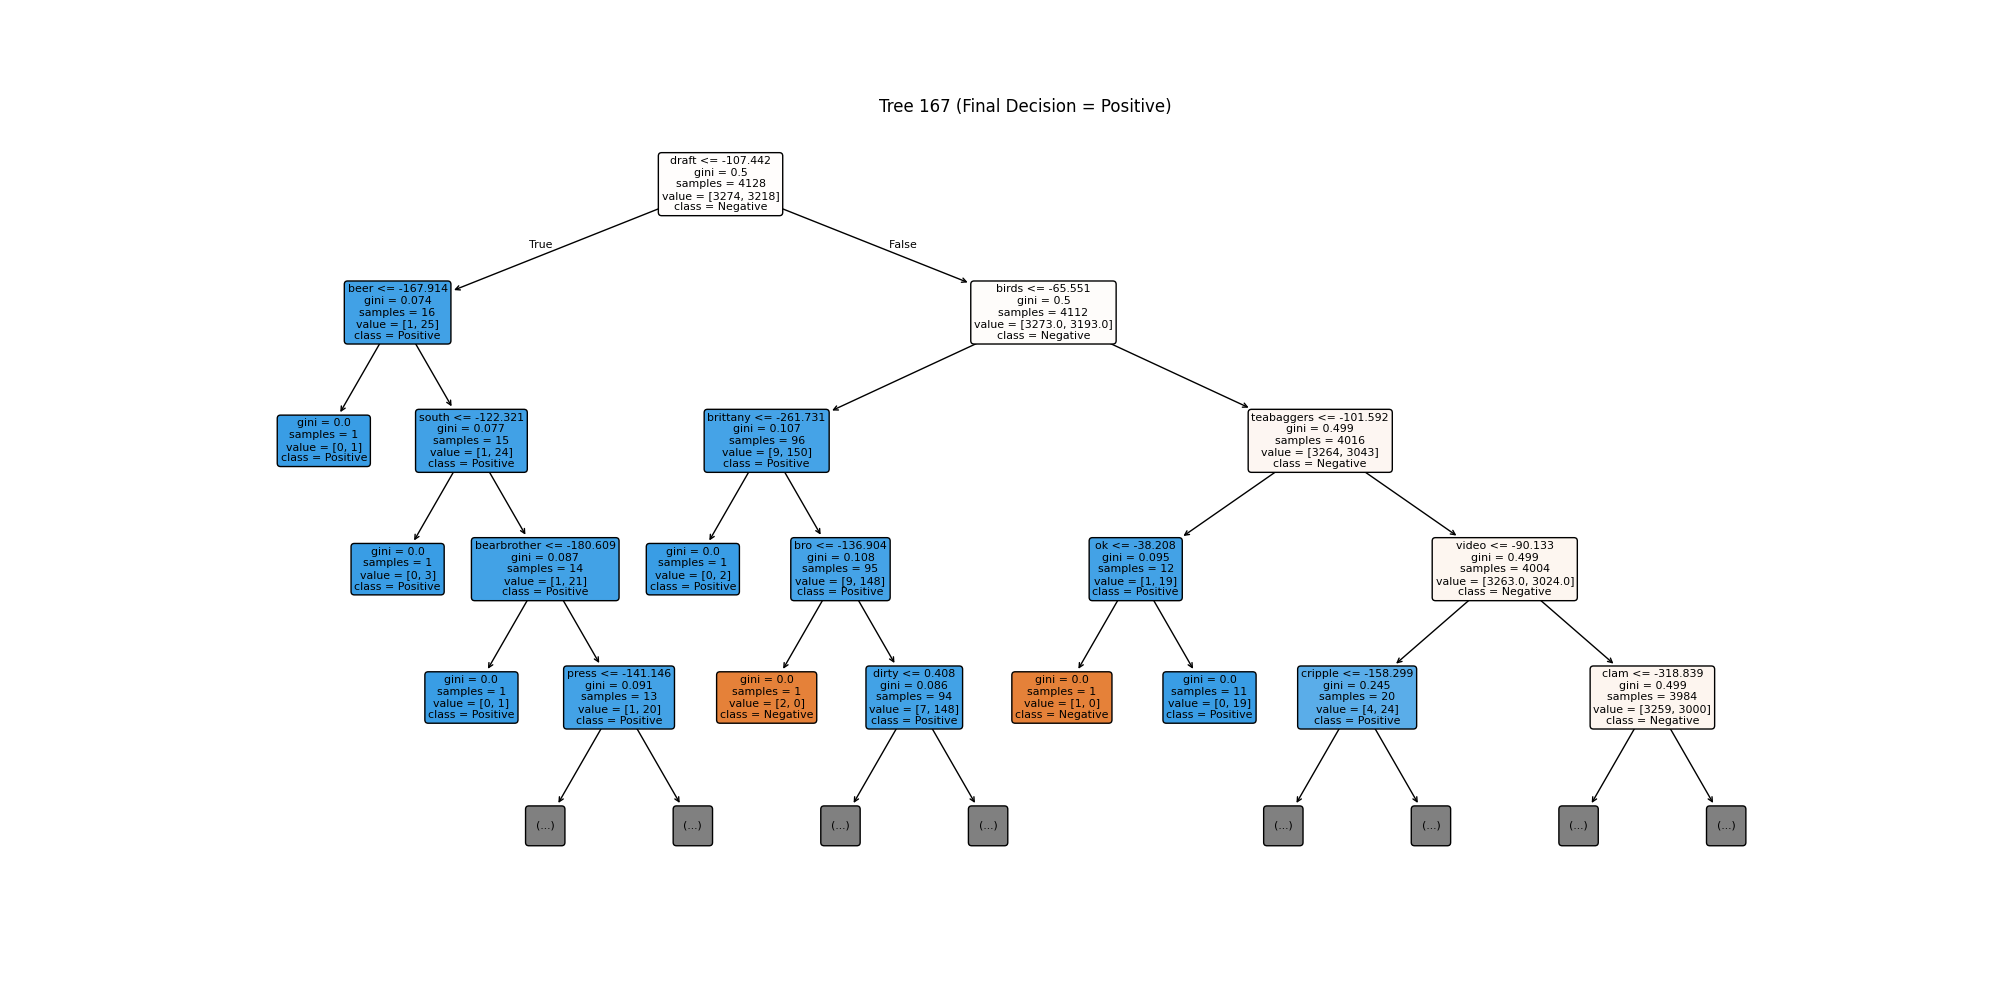 Tree 167 (Final Decision = Positive)
draft <= -107.442
gini = 0.5
samples = 4128
value = [3274, 3218]
class = Negative
True
False
beer <= -167.914
gini = 0.074
samples = 16
value = [1, 25]
class = Positive
birds <= -65.551
gini = 0.5
samples = 4112
value = [3273.0, 3193.0]
class = Negative
gini = 0.0
samples = 1
value = [0, 1]
class = Positive
south <= -122.321
gini = 0.077
samples = 15
value = [1, 24]
class = Positive
brittany <= -261.731
gini = 0.107
samples = 96
value = [9, 150]
class = Positive
teabaggers <= -101.592
gini = 0.499
samples = 4016
value = [3264, 3043]
class = Negative
gini = 0.0
samples = 1
value = [0, 3]
class = Positive
bearbrother <= -180.609
gini = 0.087
samples = 14
value = [1, 21]
class = Positive
gini = 0.0
samples = 1
value = [0, 2]
class = Positive
bro <= -136.904
gini = 0.108
samples = 95
value = [9, 148]
class = Positive
ok <= -38.208
gini = 0.095
samples = 12
value = [1, 19]
class = Positive
video <= -90.133
gini = 0.499
samples = 4004
value = [3263.0, 3024.0]
class = Negative
gini = 0.0
samples = 1
value = [0, 1]
class = Positive
press <= -141.146
gini = 0.091
samples = 13
value = [1, 20]
class = Positive
gini = 0.0
samples = 1
value = [2, 0]
class = Negative
dirty <= 0.408
gini = 0.086
samples = 94
value = [7, 148]
class = Positive
gini = 0.0
samples = 1
value = [1, 0]
class = Negative
gini = 0.0
samples = 11
value = [0, 19]
class = Positive
cripple <= -158.299
gini = 0.245
samples = 20
value = [4, 24]
class = Positive
clam <= -318.839
gini = 0.499
samples = 3984
value = [3259, 3000]
class = Negative
(...)
(...)
(...)
(...)
(...)
(...)
(...)
(...)